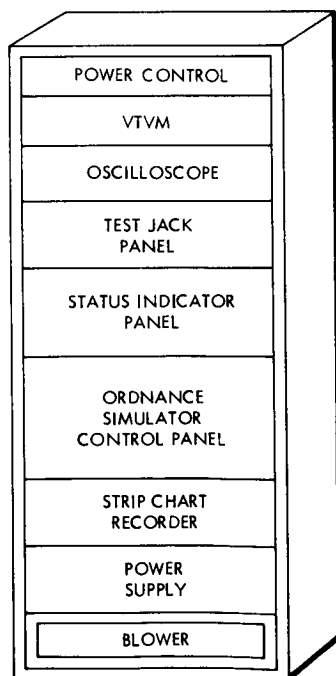 POWER CONTROL
VTVM
OSCILLOSCOPE
TEST JACK
PANEL
STATUS INDICATOR
PANEL
ORDNANCE
SIMULATOR
CONTROL PANEL
STRIP CHART
RECORDER
POWER
SUPPLY
BLOWER